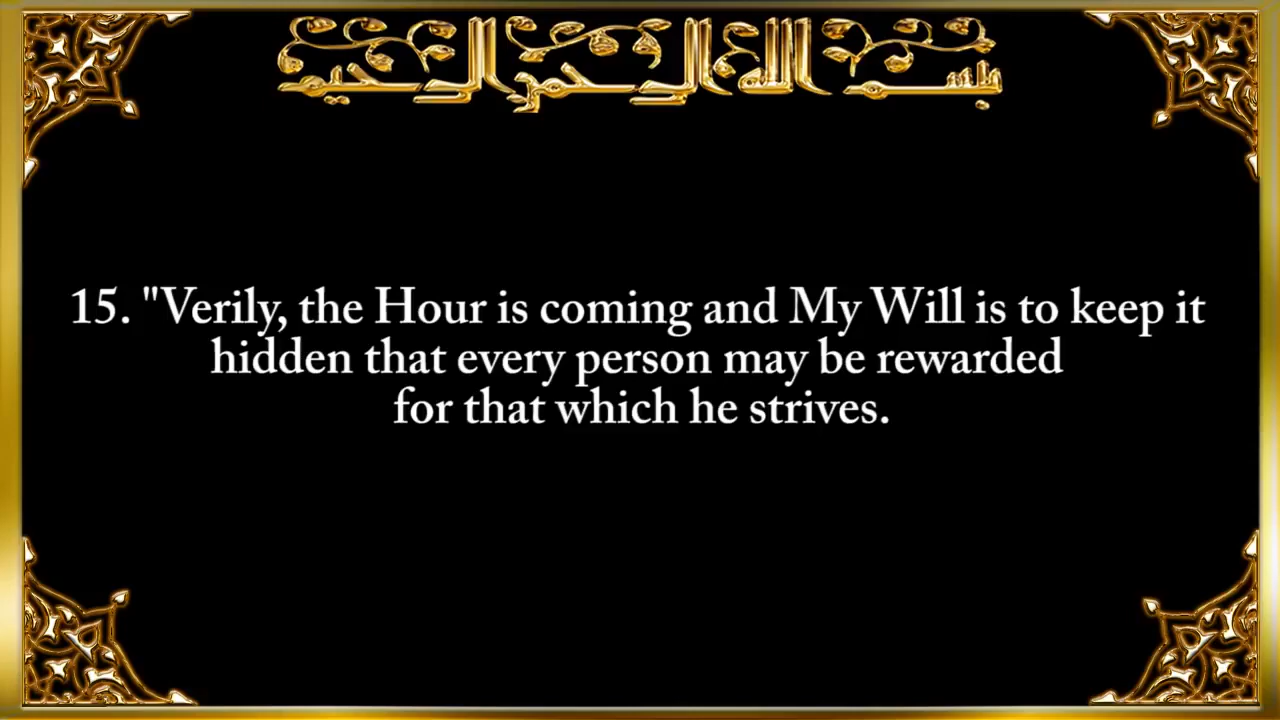 بسم الله الرحمن الرحيم
15. "Verily, the Hour is coming and My Will is to keep it
hidden that every person may be rewarded
for that which he strives.